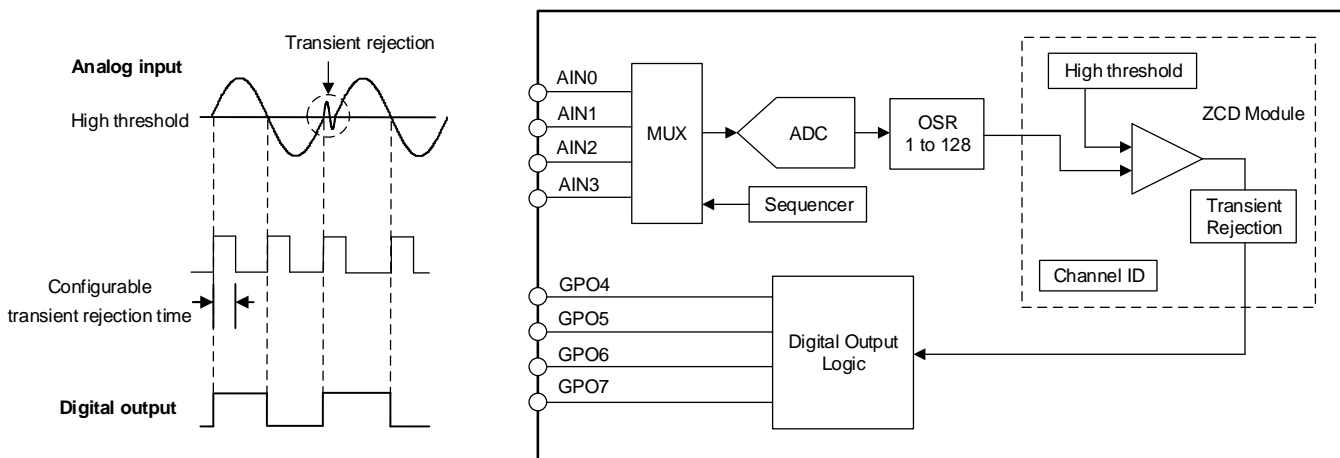 Transient rejection
Analog input
High threshold
Configurable
transient rejection time
Digital output
AIN0
AIN1
AIN2
AIN3
MUX
ADC
OSR
1 to 128
Sequencer
High threshold
ZCD Module
Transient
Rejection
Channel ID
GPO4
GPO5
GPO6
GPO7
Digital Output
Logic